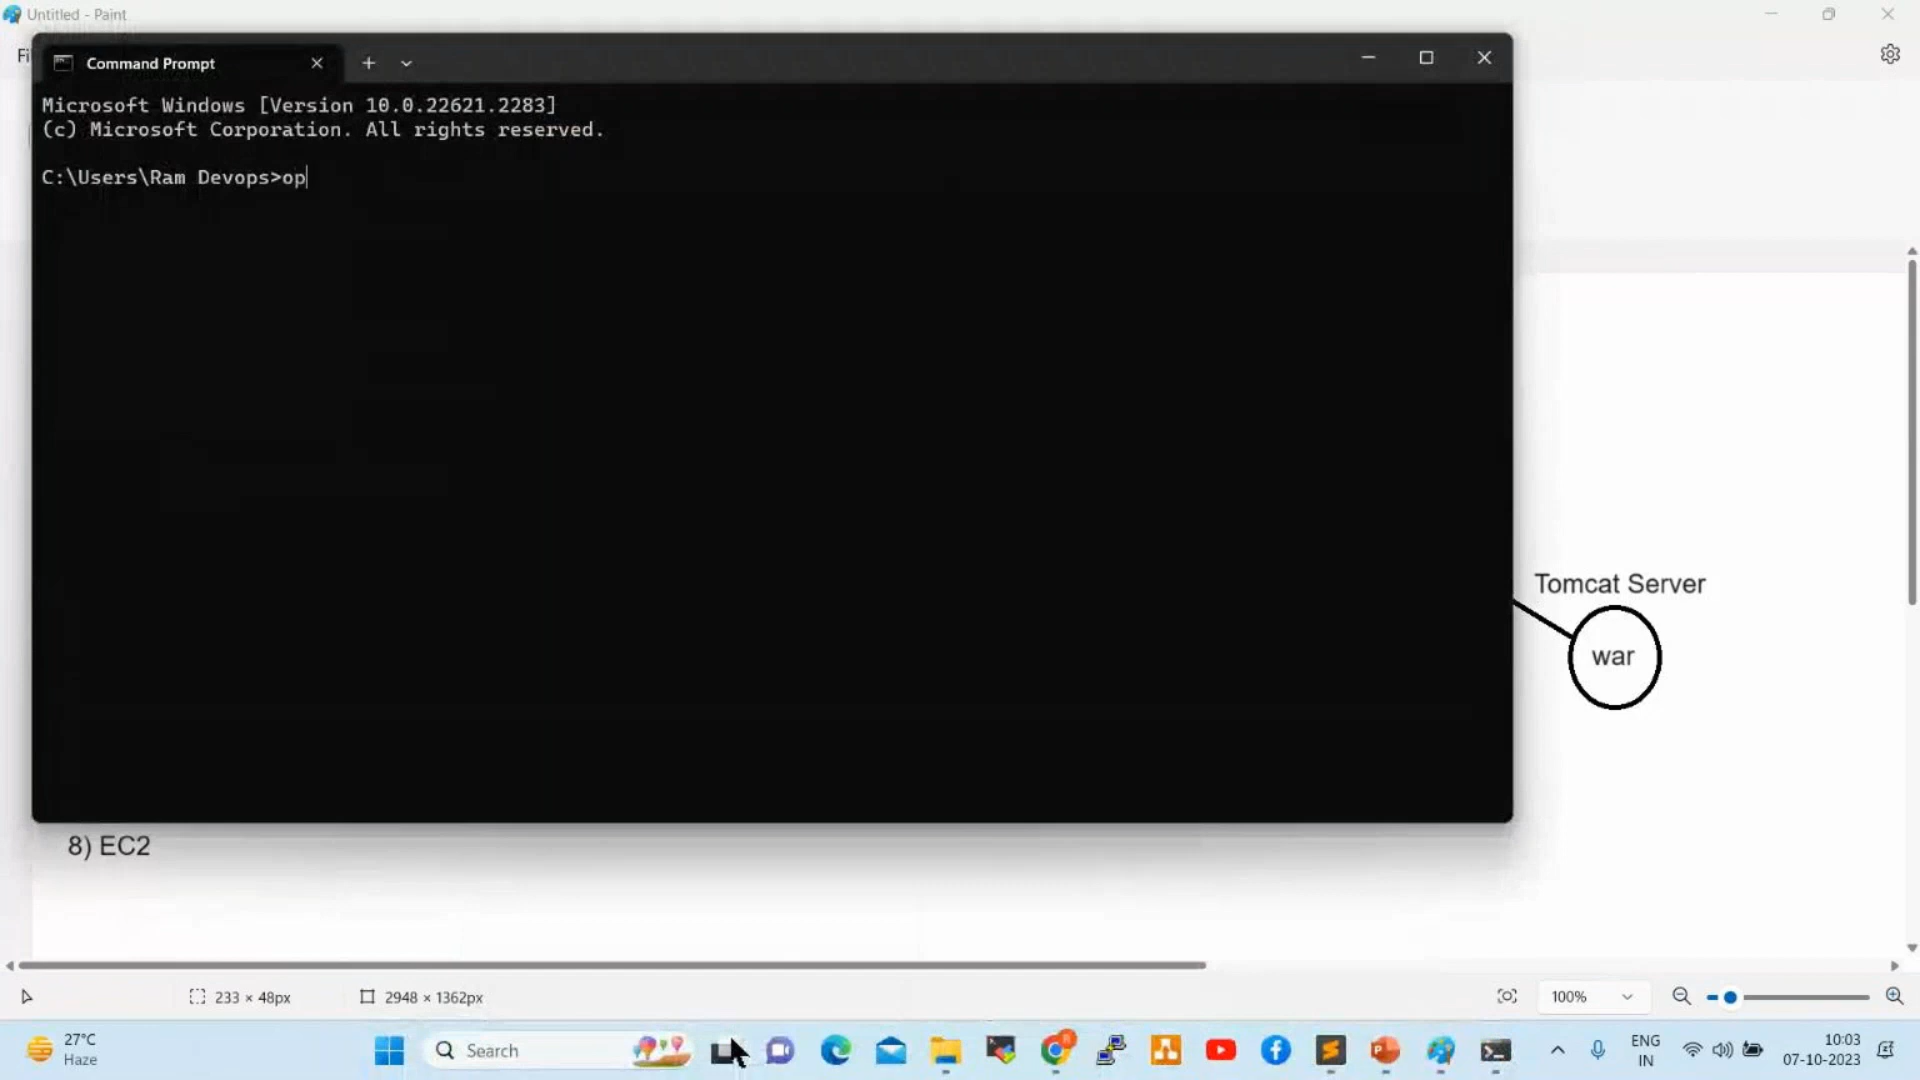 Untitled - Paint
Fi
Command Prompt
Microsoft Windows [Version 10.0.22621.2283]
(c) Microsoft Corporation. All rights reserved.
C:\Users\Ram Devops>op
Tomcat Server
war
8) EC2
233 × 48px
2948 × 1362px
100%
27°C
Haze
Search
ENG
IN
10:03
07-10-2023